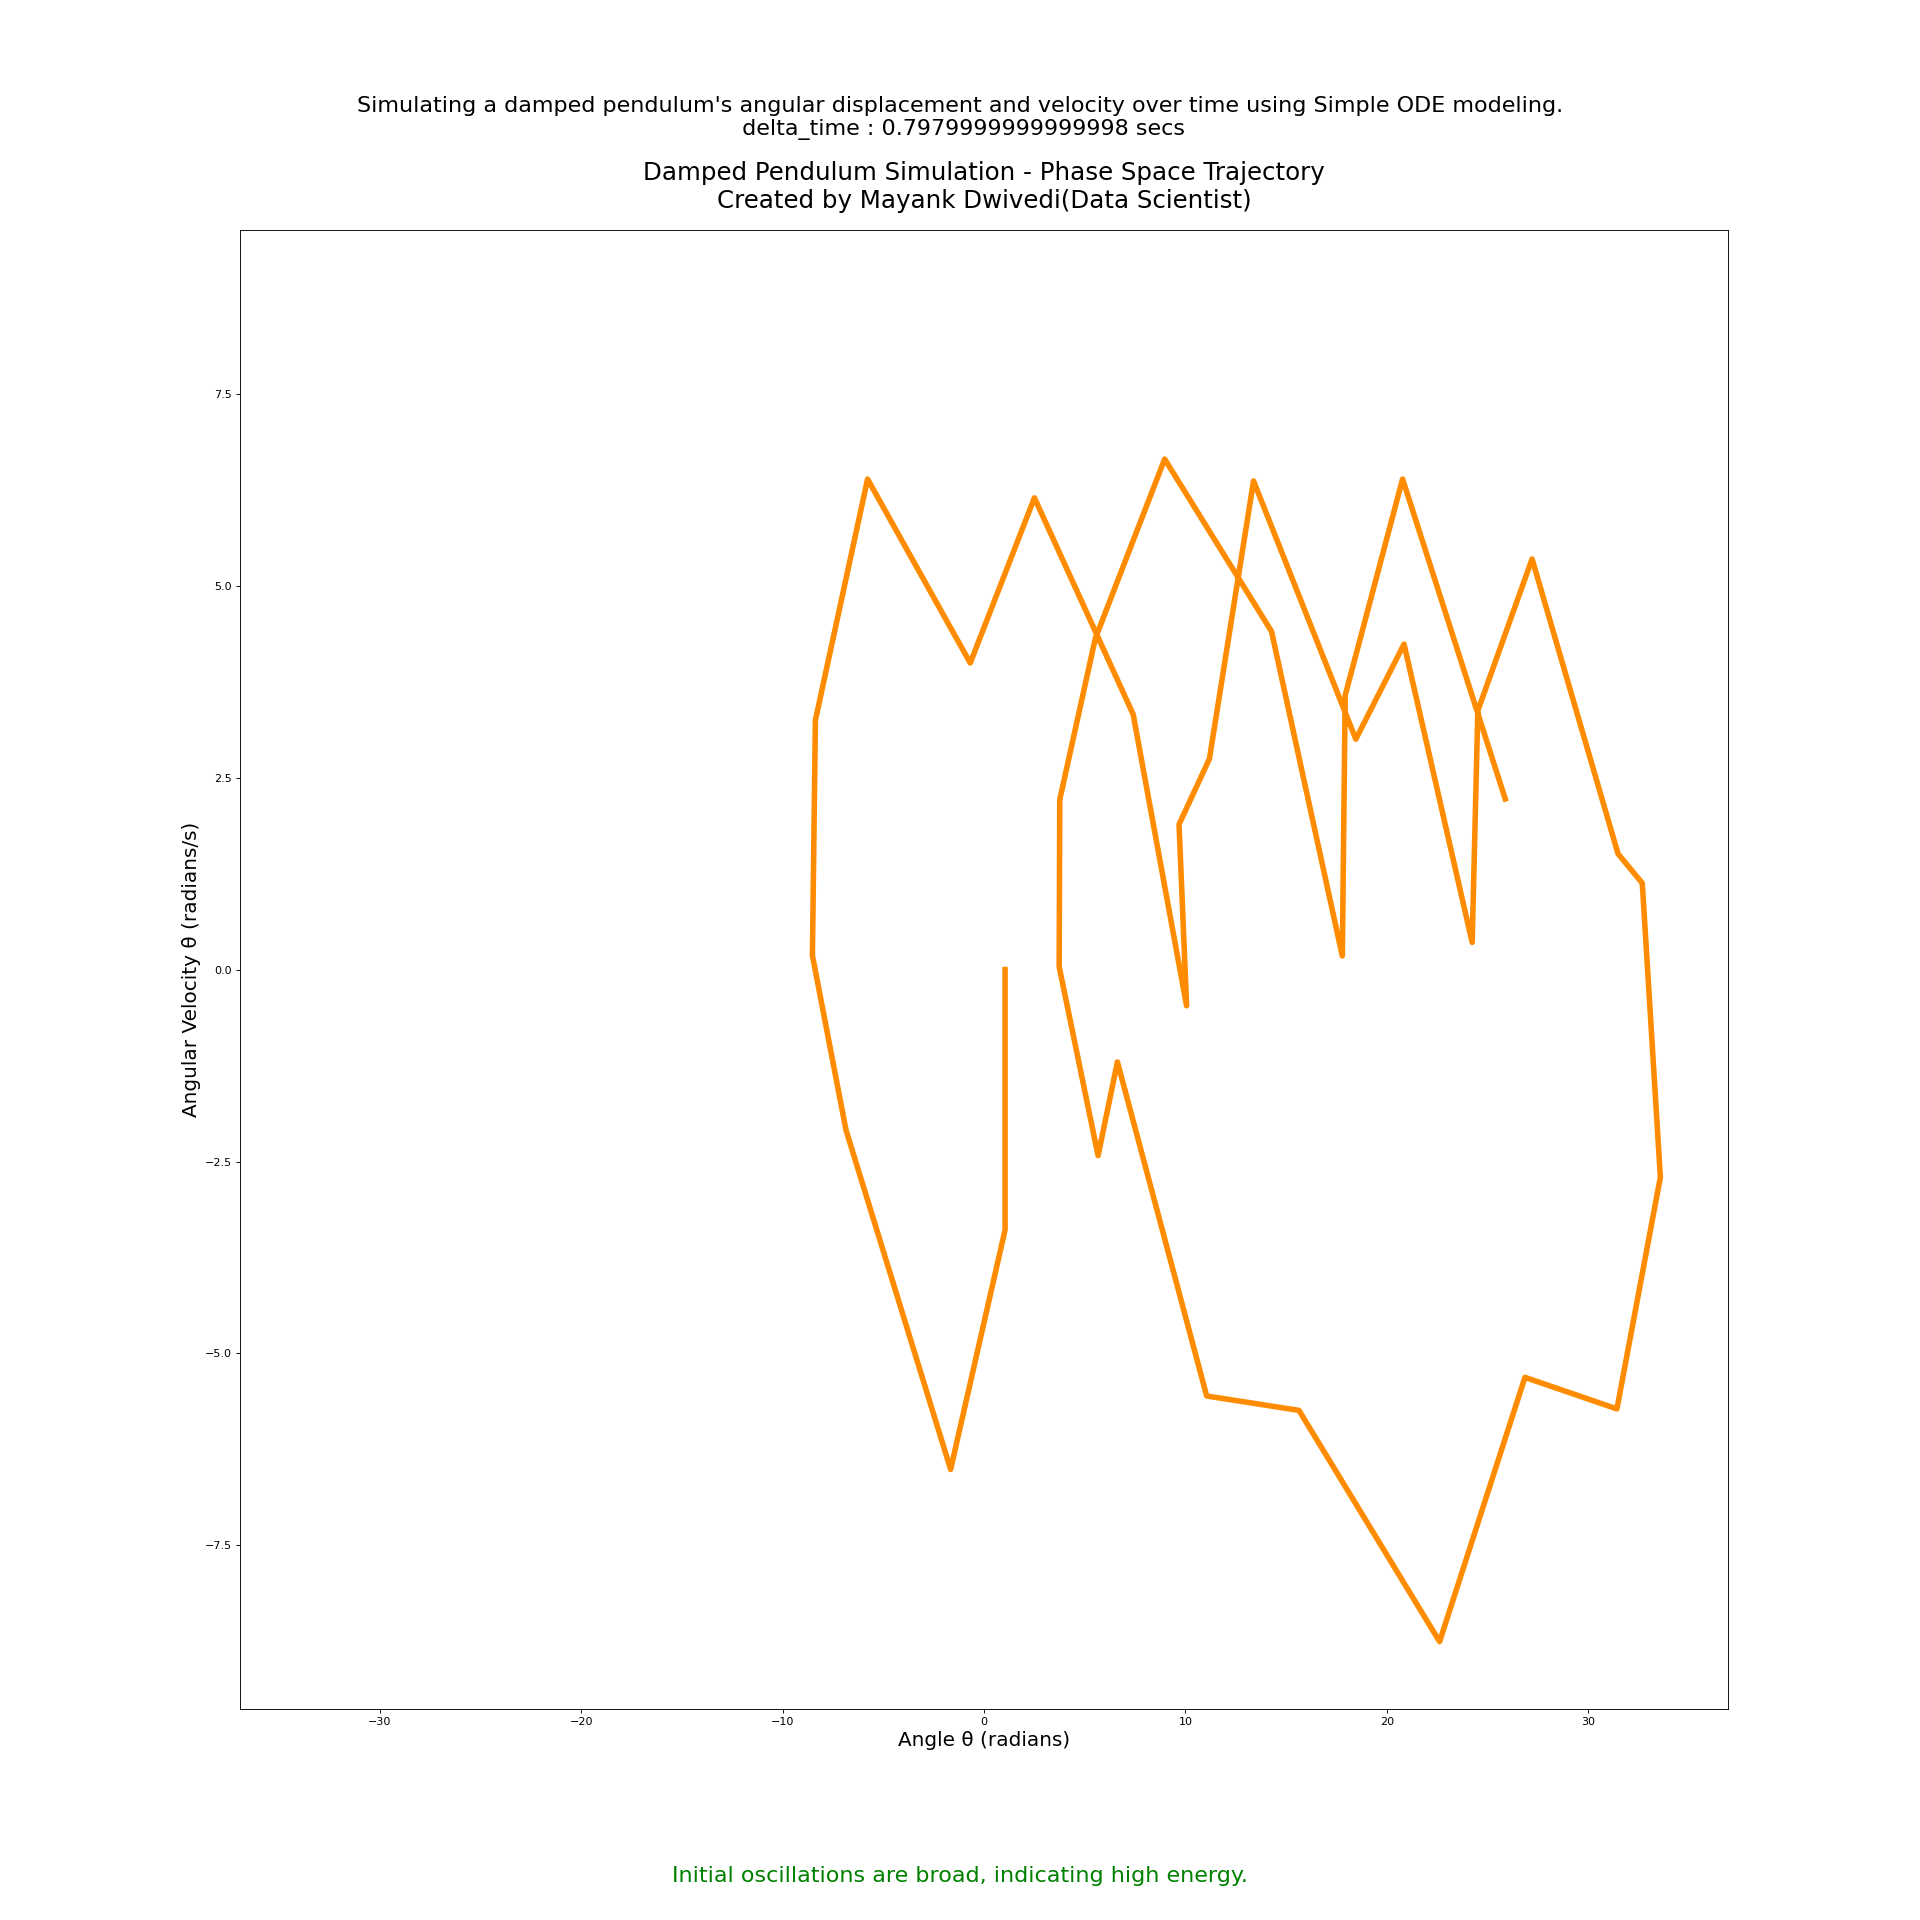 Simulating a damped pendulum's angular displacement and velocity over time using Simple ODE modeling.
delta_time : 0.7979999999999998 secs
Damped Pendulum Simulation - Phase Space Trajectory
Created by Mayank Dwivedi(Data Scientist)
Angular Velocity θ (radians/s)
7.5
5.0
2.5
0.0
−2.5
−5.0
−7.5
−30
−20
−10
0
10
20
30
Angle θ (radians)
Initial oscillations are broad, indicating high energy.